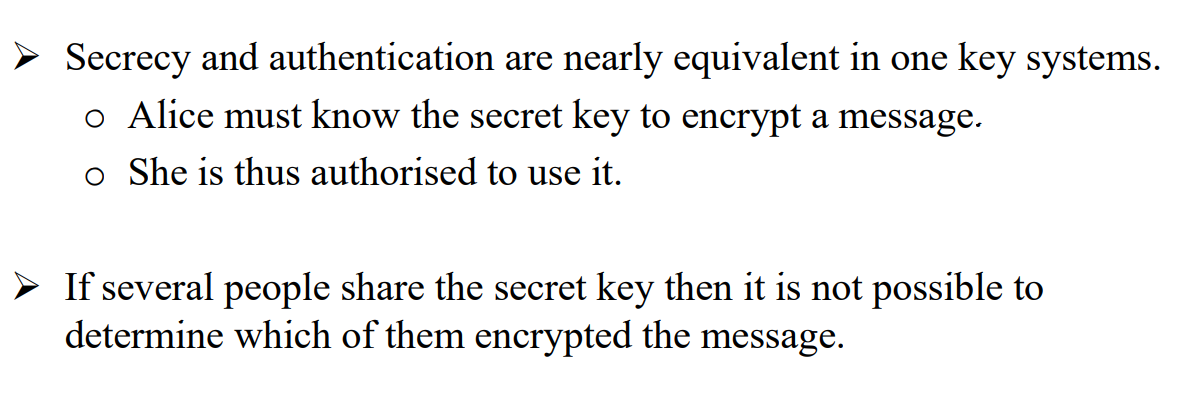 ➢ Secrecy and authentication are nearly equivalent in one key systems.
o Alice must know the secret key to encrypt a message.
o She is thus authorised to use it.
➢ If several people share the secret key then it is not possible to
determine which of them encrypted the message.